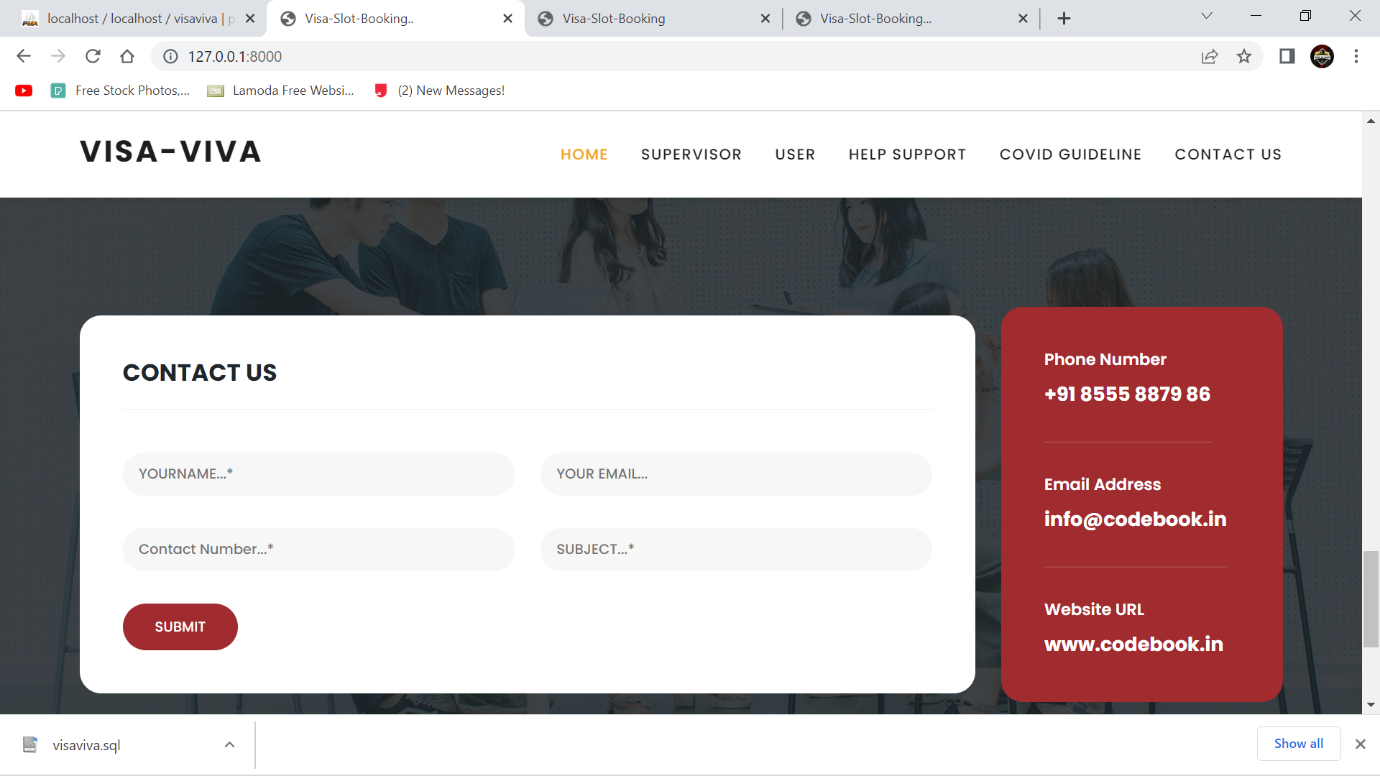 localhost / localhost / visaviva | p
Visa-Slot-Booking..
Visa-Slot-Booking
Visa-Slot-Booking...
127.0.0.1:8000
Free Stock Photos,...
Lamoda Free Websi...
(2) New Messages!
VISA-VIVA
HOME
SUPERVISOR
USER
HELP SUPPORT
COVID GUIDELINE
CONTACT US
CONTACT US
YOURNAME...*
YOUR EMAIL...
Contact Number...*
SUBJECT...*
SUBMIT
Phone Number
+91 8555 8879 86
Email Address
info@codebook.in
Website URL
www.codebook.in
visaviva.sql
Show all